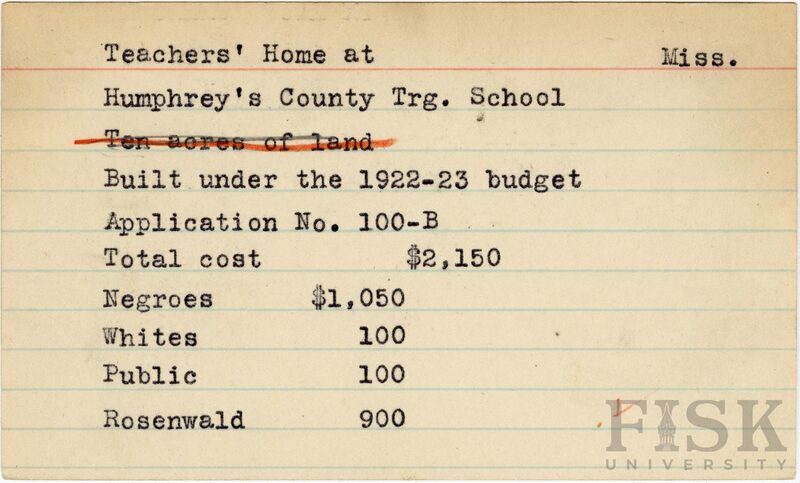 Teachers' Home at Miss.
Humphrey's County Trg. School
Ten acres of land
Built under the 1922-23 budget
Application No. 100-B
Total cost $2,150
Negroes $1,050
Whites 100
Public 100
Rosenwald 900
FISK
UNIVERSITY